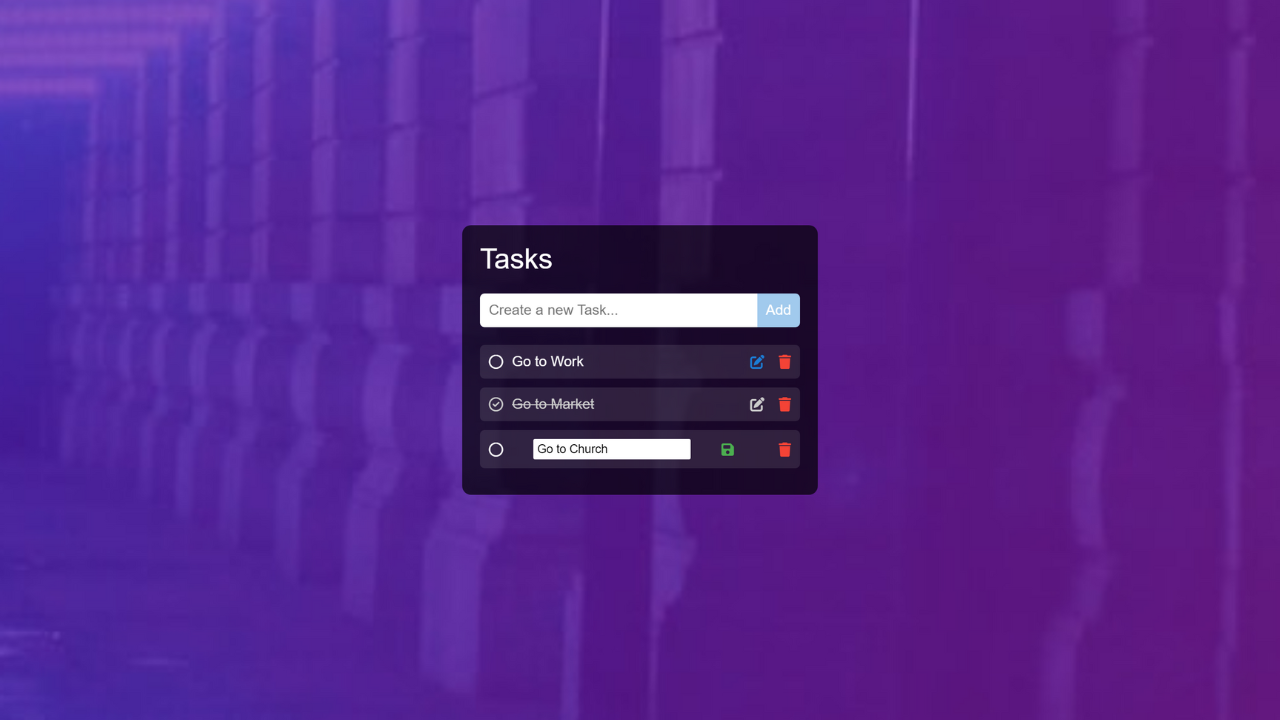 Tasks
Create a new Task...
Add
Go to Work
Go to Market
Go to Church